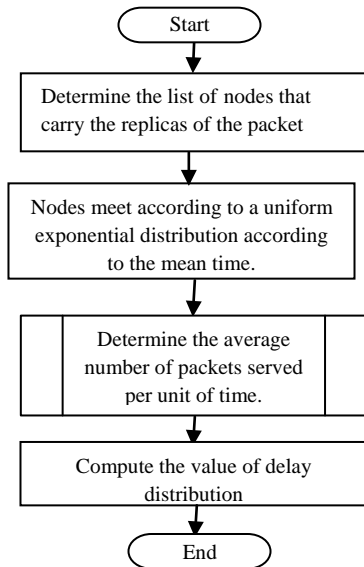 Start
Determine the list of nodes that
carry the replicas of the packet
Nodes meet according to a uniform
exponential distribution according
to the mean time.
Determine the average
number of packets served
per unit of time.
Compute the value of delay
distribution
End